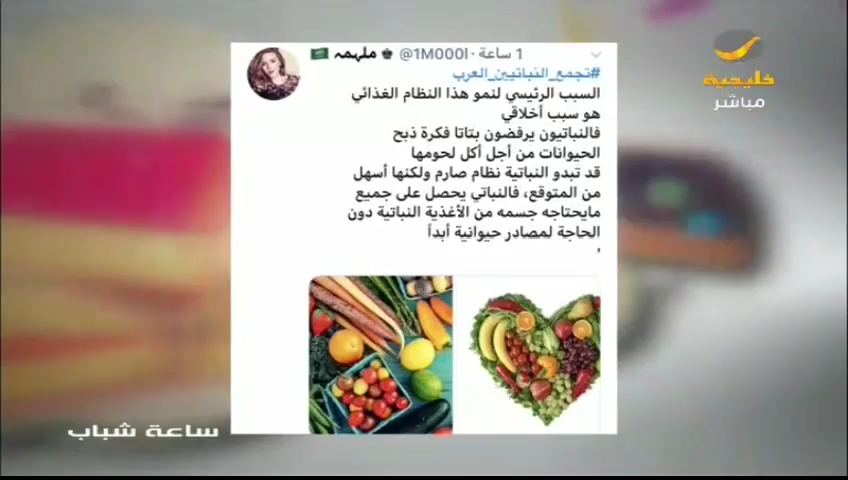 ملهمه @1M000I · 1 ساعة
#تجمع_النباتيين_العرب
السبب الرئيسي لنمو هذا النظام الغذائي
هو سبب أخلاقي
فالنباتيون يرفضون بتاتا فكرة ذبح
الحيوانات من أجل أكل لحومها
قد تبدو النباتية نظام صارم ولكنها أسهل
من المتوقع، فالنباتي يحصل على جميع
مايحتاجه جسمه من الأغذية النباتية دون
الحاجة لمصادر حيوانية أبدأ
,
خليجية
مباشر
ساعة شباب